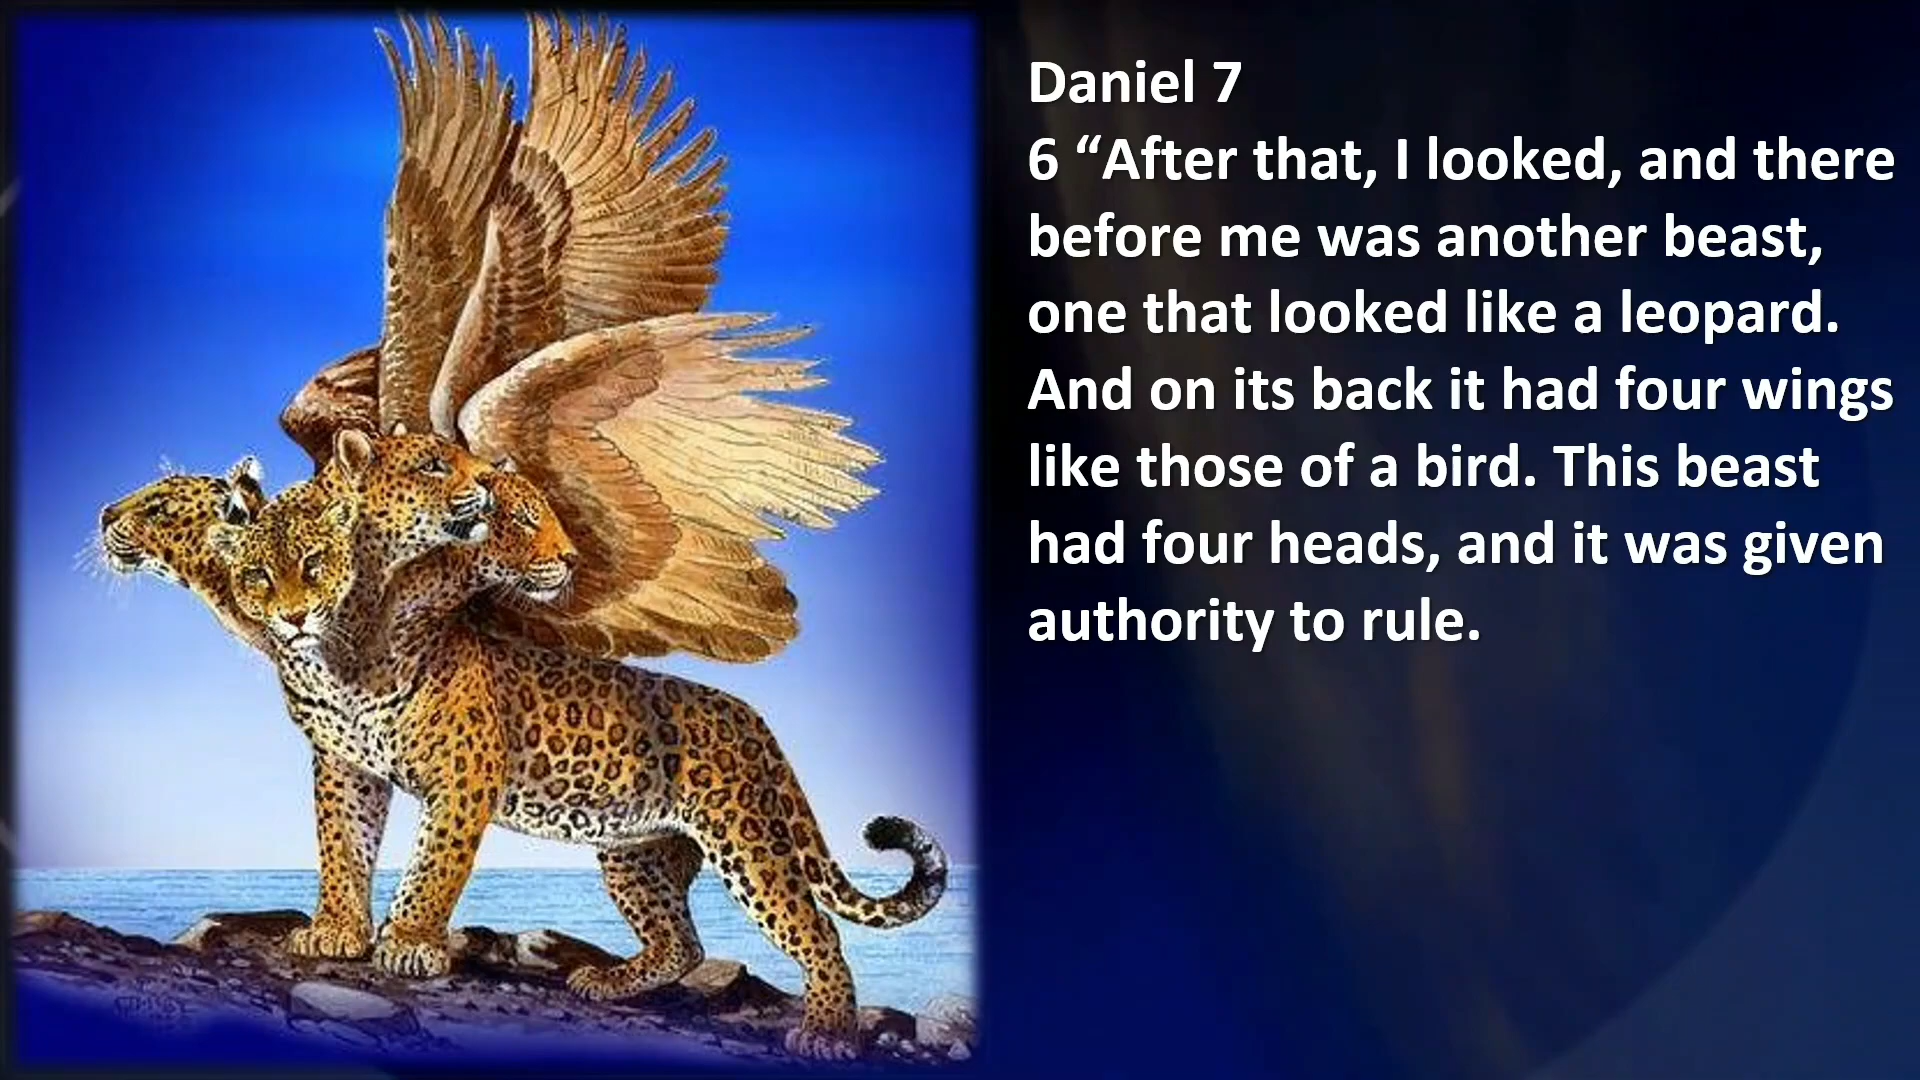 Daniel 7
6 “After that, I looked, and there
before me was another beast,
one that looked like a leopard.
And on its back it had four wings
like those of a bird. This beast
had four heads, and it was given
authority to rule.